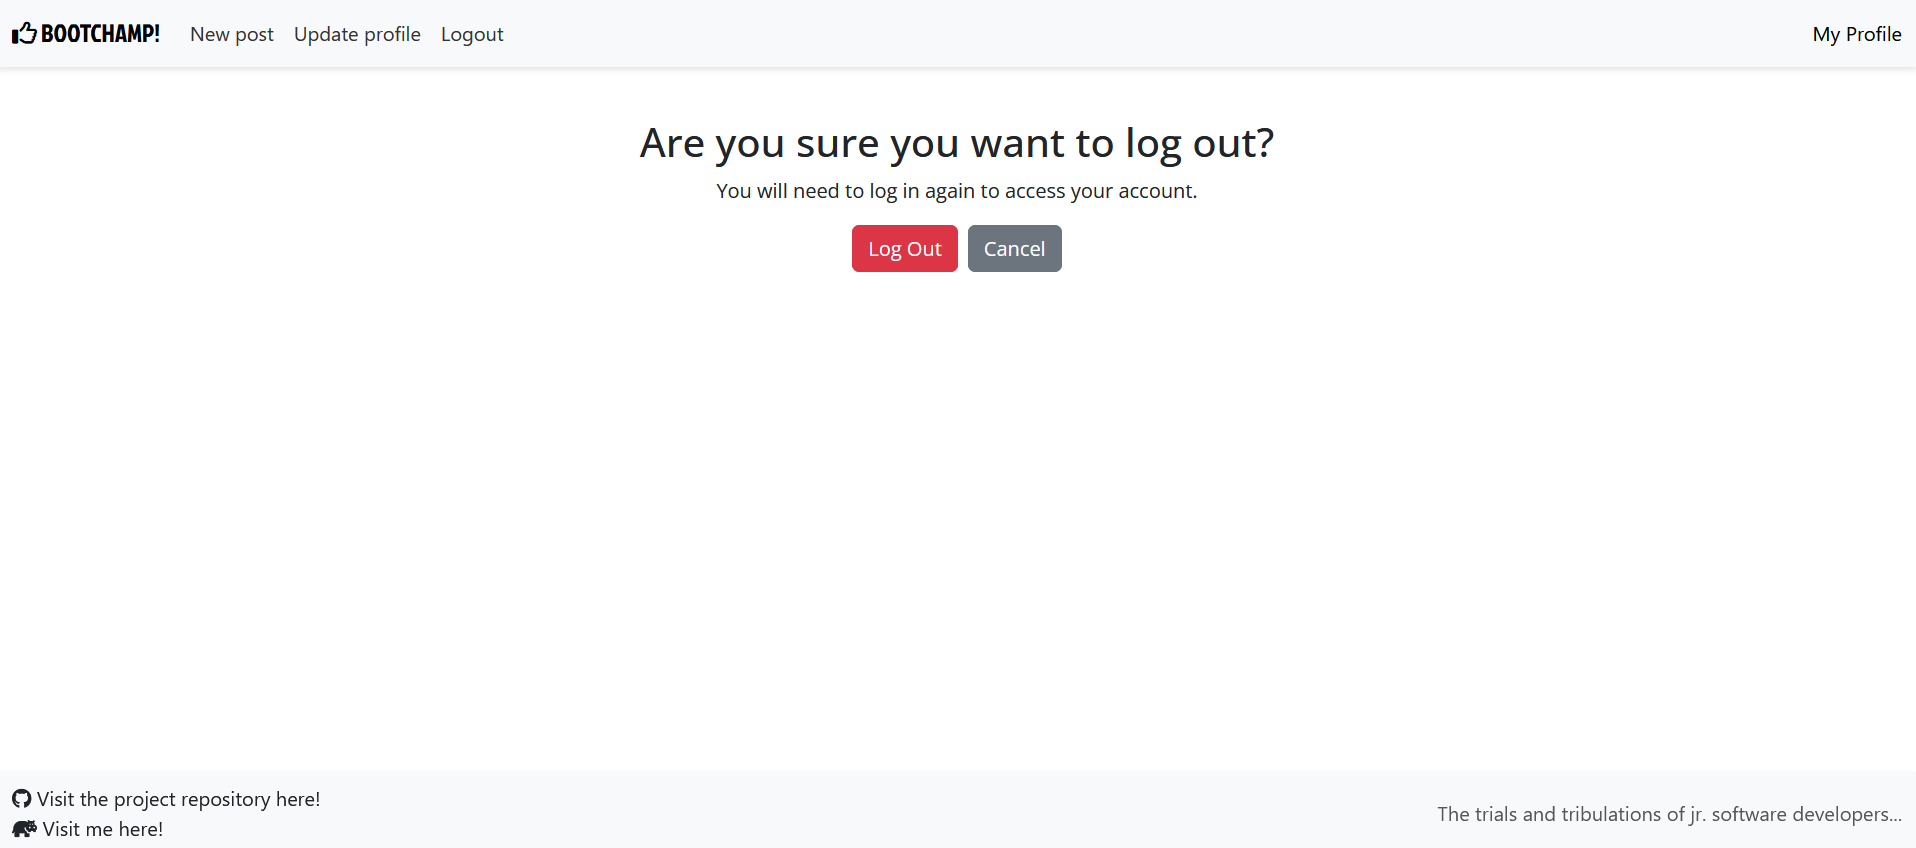 BOOTCHAMP! New post Update profile Logout My Profile
Are you sure you want to log out?
You will need to log in again to access your account.
Log Out Cancel
Visit the project repository here!
Visit me here!
The trials and tribulations of jr. software developers...